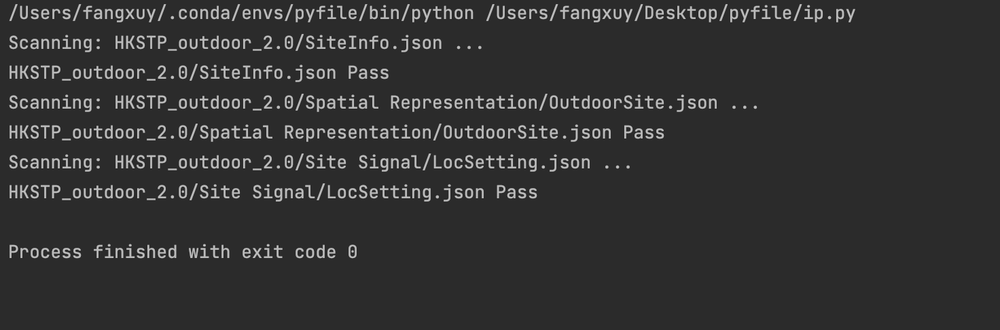 /Users/fangxuy/.conda/envs/pyfile/bin/python /Users/fangxuy/Desktop/pyfile/ip.py
Scanning: HKSTP_outdoor_2.0/SiteInfo.json ...
HKSTP_outdoor_2.0/SiteInfo.json Pass
Scanning: HKSTP_outdoor_2.0/Spatial Representation/OutdoorSite.json ...
HKSTP_outdoor_2.0/Spatial Representation/OutdoorSite.json Pass
Scanning: HKSTP_outdoor_2.0/Site Signal/LocSetting.json ...
HKSTP_outdoor_2.0/Site Signal/LocSetting.json Pass
Process finished with exit code 0